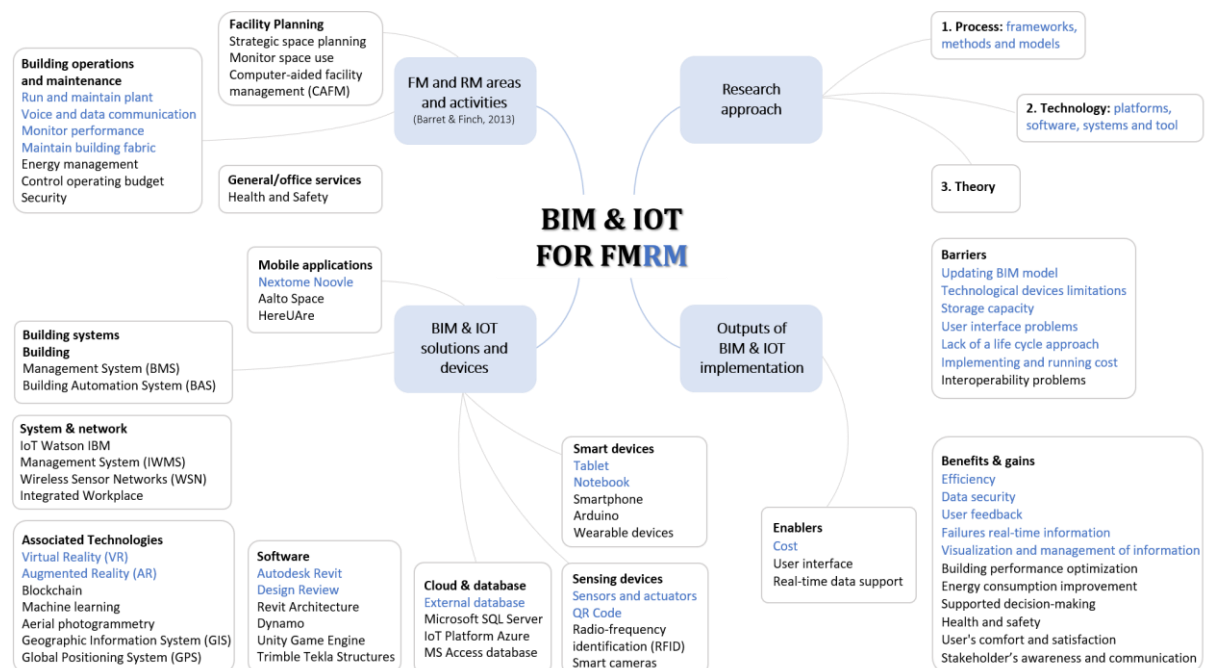 Facility Planning
Strategic space planning
Monitor space use
Computer-aided facility
management (CAFM)
Building operations
and maintenance
Run and maintain plant
Voice and data communication
Monitor performance
Maintain building fabric
Energy management
Control operating budget
Security
General/office services
Health and Safety
FM and RM areas
and activities
(Barret & Finch, 2013)
Research
approach
1. Process: frameworks,
methods and models
2. Technology: platforms,
software, systems and tool
3. Theory
BIM & IOT
FOR FMRM
Mobile applications
Nextome Noovle
Aalto Space
HereUAre
Building systems
Building
Management System (BMS)
Building Automation System (BAS)
BIM & IOT
solutions and
devices
Outputs of
BIM & IOT
implementation
Barriers
Updating BIM model
Technological devices limitations
Storage capacity
User interface problems
Lack of a life cycle approach
Implementing and running cost
Interoperability problems
System & network
IoT Watson IBM
Management System (IWMS)
Wireless Sensor Networks (WSN)
Integrated Workplace
Associated Technologies
Virtual Reality (VR)
Augmented Reality (AR)
Blockchain
Machine learning
Aerial photogrammetry
Geographic Information System (GIS)
Global Positioning System (GPS)
Software
Autodesk Revit
Design Review
Revit Architecture
Dynamo
Unity Game Engine
Trimble Tekla Structures
Cloud & database
External database
Microsoft SQL Server
IoT Platform Azure
MS Access database
Smart devices
Tablet
Notebook
Smartphone
Arduino
Wearable devices
Sensing devices
Sensors and actuators
QR Code
Radio-frequency
identification (RFID)
Smart cameras
Enablers
Cost
User interface
Real-time data support
Benefits & gains
Efficiency
Data security
User feedback
Failures real-time information
Visualization and management of information
Building performance optimization
Energy consumption improvement
Supported decision-making
Health and safety
User's comfort and satisfaction
Stakeholder's awareness and communication